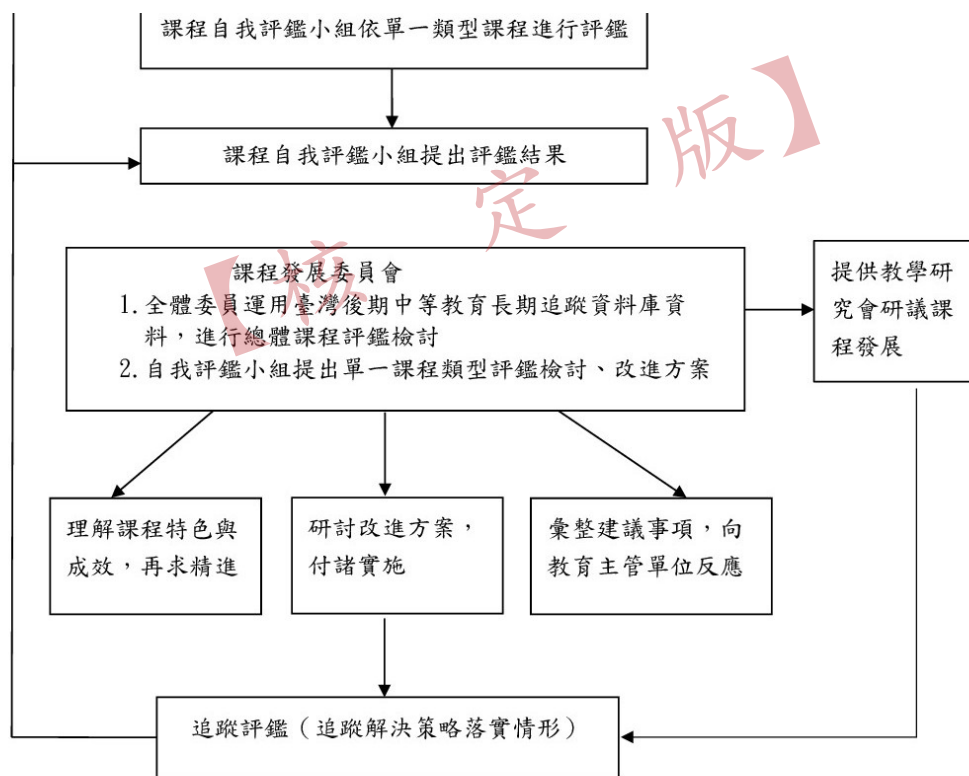 課程自我評鑑小組依單一類型課程進行評鑑
課程自我評鑑小組提出評鑑結果
【核定版】
課程發展委員會
1.全體委員運用臺灣後期中等教育長期追蹤資料庫資
料，進行總體課程評鑑檢討
2.自我評鑑小組提出單一課程類型評鑑檢討、改進方案
提供教學研
究會研議課
程發展
理解課程特色與
成效，再求精進
研討改進方案，
付諸實施
彙整建議事項，向
教育主管單位反應
追蹤評鑑（追蹤解決策略落實情形）